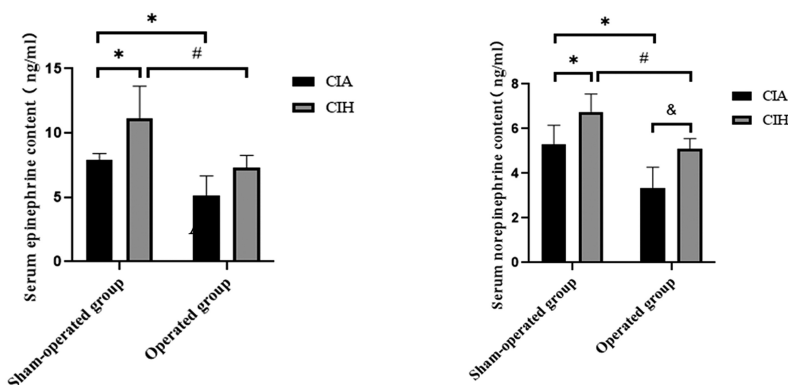 *
*
#
Serum epinephrine content ( ng/ml)
15
10
5
0
CIA
CIH
Sham-operated group
Operated group
*
*
#
&
Serum norepinephrine content ( ng/ml)
8
6
4
2
0
CIA
CIH
Sham-operated group
Operated group